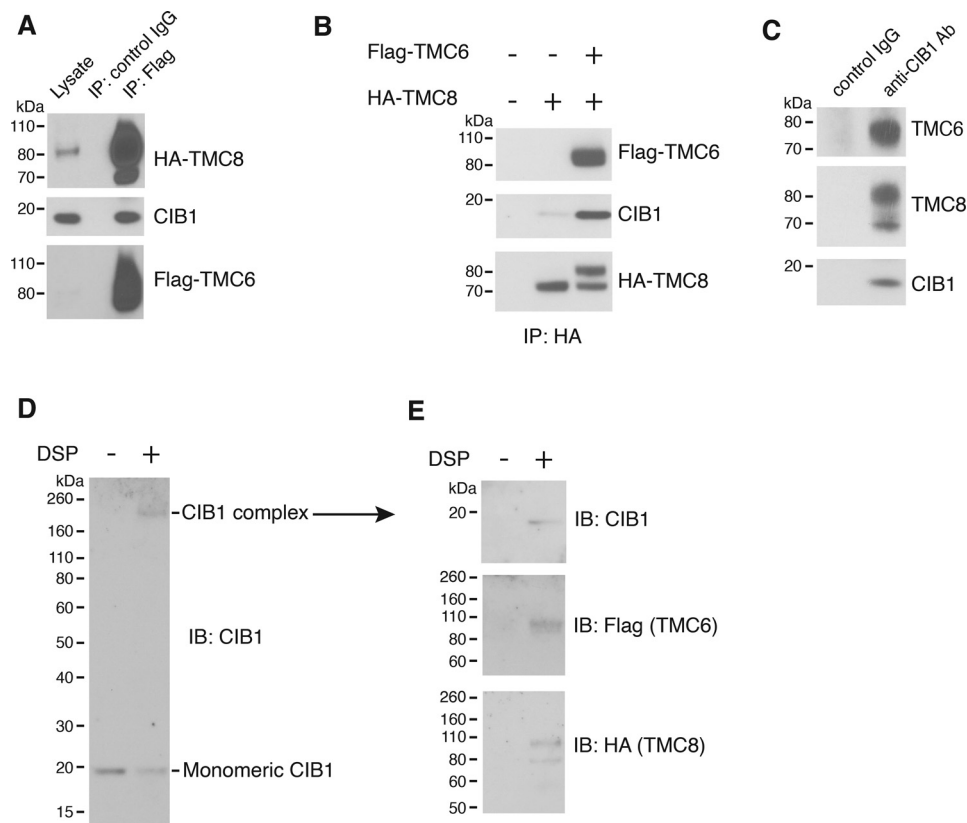 A
Lysate
IP: control IgG
IP: Flag
kDa
110
80
70
HA-TMC8
20
CIB1
110
80
Flag-TMC6
B
Flag-TMC6 - - +
HA-TMC8 - + +
kDa
110
80
Flag-TMC6
20
CIB1
80
70
HA-TMC8
IP: HA
C
control IgG
anti-CIB1 Ab
kDa
80
70
TMC6
80
70
TMC8
20
CIB1
D
DSP - +
kDa
260
CIB1 complex
160
110
80
60
50
IB: CIB1
40
30
20
Monomeric CIB1
15
E
DSP - +
kDa
20
IB: CIB1
260
160
110
80
60
IB: Flag (TMC6)
260
160
110
80
60
50
IB: HA (TMC8)